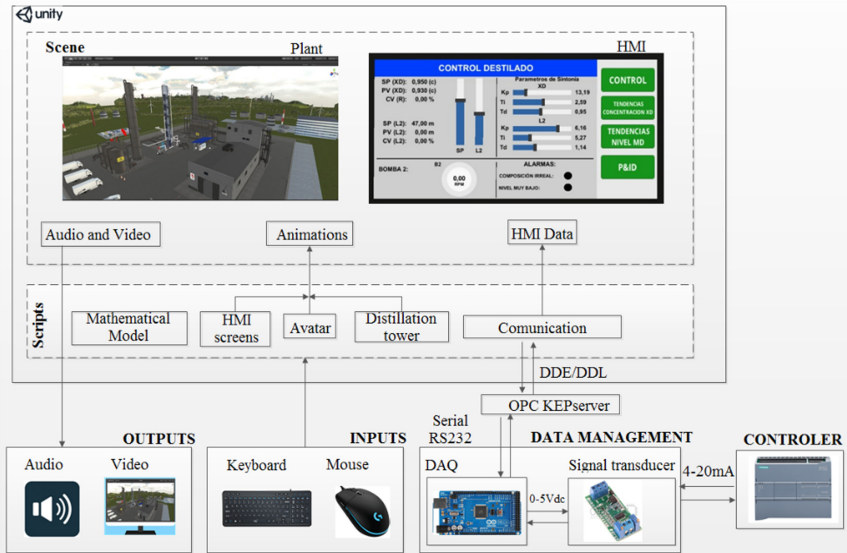 unity
Scene
Plant
HMI
CONTROL DESTILADO
SP (XD): 0,950 (c)
PV (XD): 0,930 (c)
CV (R): 0,00 %
SP (L2): 47,00 m
PV (L2): 0,00 m
CV (L2): 0,00 %
SP
L2
Parametros de Sintonía
XD
Kp 13,19
Ti 2,59
Td 0,05
L2
Kp 6,16
Ti 5,27
Td 1,14
BOMBA 2:
B2
0,00
RPM
ALARMAS:
COMPOSICIÓN IRREAL:
NIVEL MUY BAJO:
CONTROL
TENDENCIAS
CONCENTRACION XD
TENDENCIAS
NIVEL MD
P&ID
Audio and Video
Animations
HMI Data
Scripts
Mathematical
Model
HMI
screens
Avatar
Distillation
tower
Comunication
DDE/DDL
OPC KEPserver
Serial
RS232
OUTPUTS
Audio
Video
INPUTS
Keyboard
Mouse
DATA MANAGEMENT
DAQ
0-5Vdc
Signal transducer
4-20mA
CONTROLER